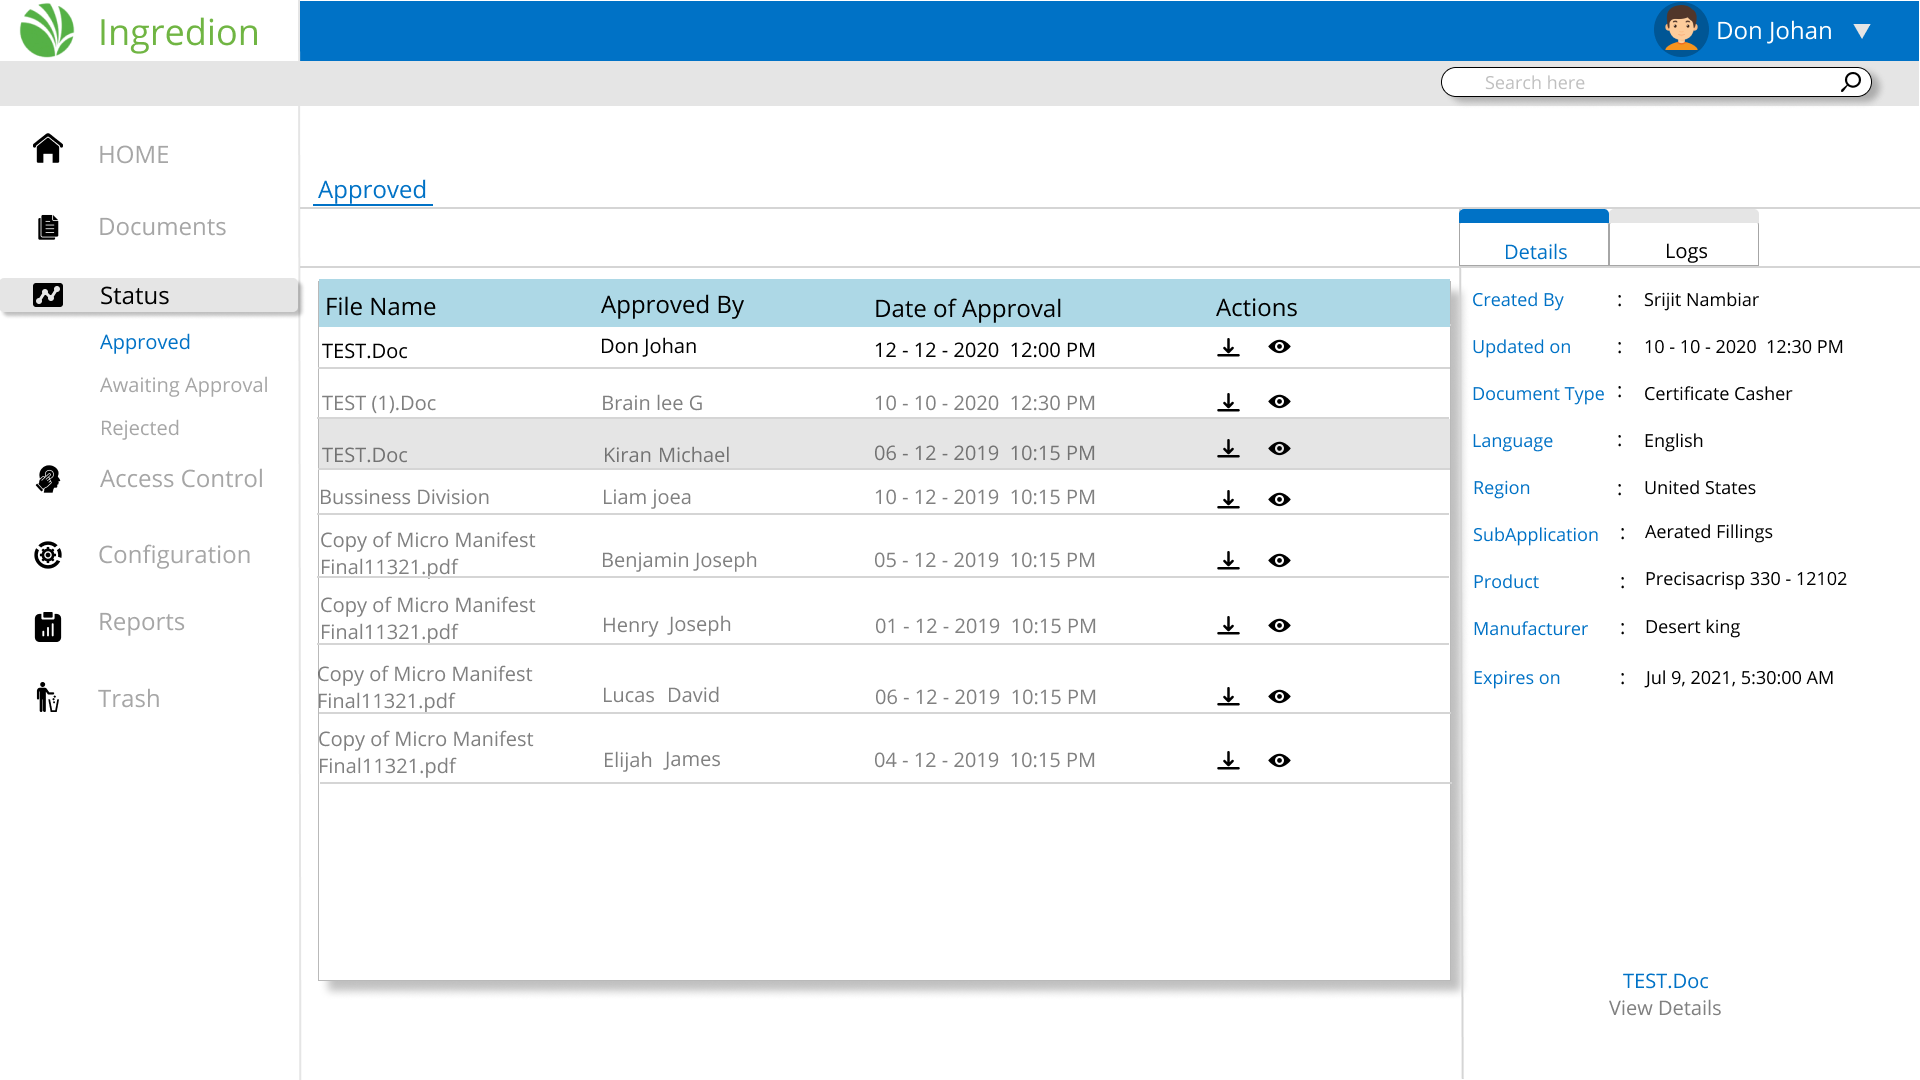 Ingredion
Don Johan
Search here
HOME
Documents
Status
Approved
Awaiting Approval
Rejected
Access Control
Configuration
Reports
Trash
Approved
File Name Approved By Date of Approval Actions
TEST.Doc Don Johan 12 - 12 - 2020 12:00 PM
TEST (1).Doc Brain lee G 10 - 10 - 2020 12:30 PM
TEST.Doc Kiran Michael 06 - 12 - 2019 10:15 PM
Bussiness Division Liam joea 10 - 12 - 2019 10:15 PM
Copy of Micro Manifest
Final11321.pdf Benjamin Joseph 05 - 12 - 2019 10:15 PM
Copy of Micro Manifest
Final11321.pdf Henry Joseph 01 - 12 - 2019 10:15 PM
Copy of Micro Manifest
Final11321.pdf Lucas David 06 - 12 - 2019 10:15 PM
Copy of Micro Manifest
Final11321.pdf Elijah James 04 - 12 - 2019 10:15 PM
Details Logs
Created By : Srijit Nambiar
Updated on : 10 - 10 - 2020 12:30 PM
Document Type : Certificate Casher
Language : English
Region : United States
SubApplication : Aerated Fillings
Product : Precisacrisp 330 - 12102
Manufacturer : Desert king
Expires on : Jul 9, 2021, 5:30:00 AM
TEST.Doc
View Details